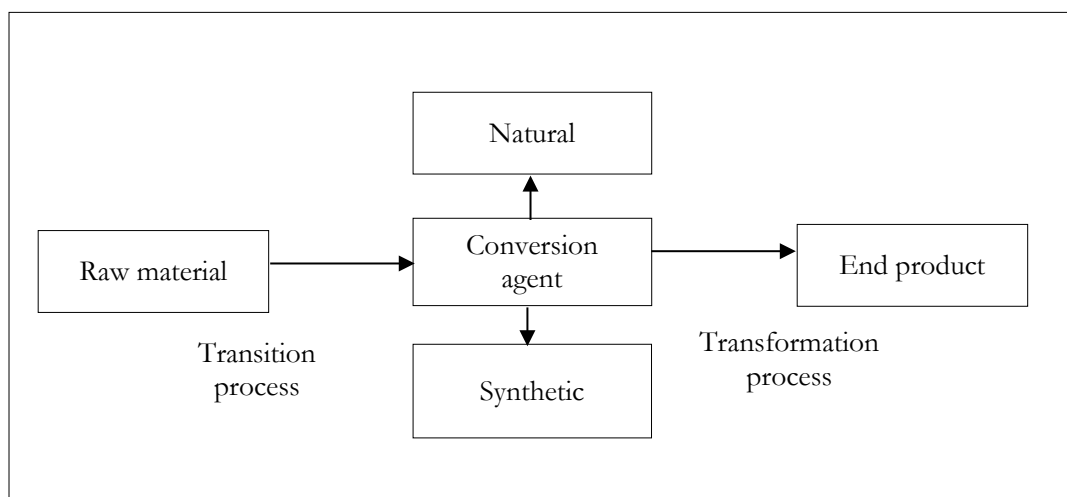 Natural
Raw material
Conversion
agent
End product
Transition
process
Transformation
process
Synthetic